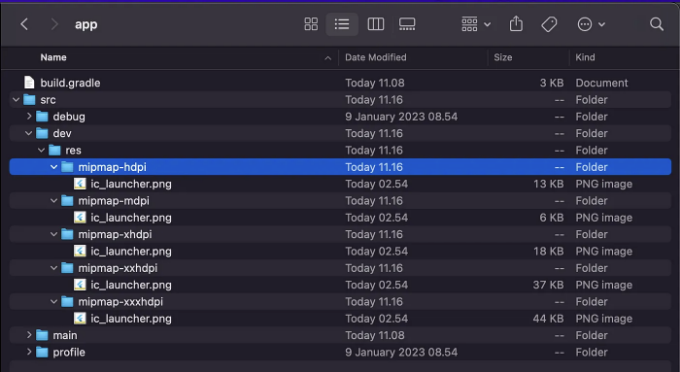 app
Name Date Modified Size Kind
build.gradle Today 11.08 3 KB Document
src Today 11.16 -- Folder
debug 9 January 2023 08.54 -- Folder
dev Today 11.16 -- Folder
res Today 11.16 -- Folder
mipmap-hdpi Today 11.16 -- Folder
ic_launcher.png Today 02.54 13 KB PNG image
mipmap-mdpi Today 11.16 -- Folder
ic_launcher.png Today 02.54 6 KB PNG image
mipmap-xhdpi Today 11.16 -- Folder
ic_launcher.png Today 02.54 18 KB PNG image
mipmap-xxhdpi Today 11.16 -- Folder
ic_launcher.png Today 02.54 37 KB PNG image
mipmap-xxxhdpi Today 11.16 -- Folder
ic_launcher.png Today 02.54 44 KB PNG image
main Today 11.08 -- Folder
profile 9 January 2023 08.54 -- Folder